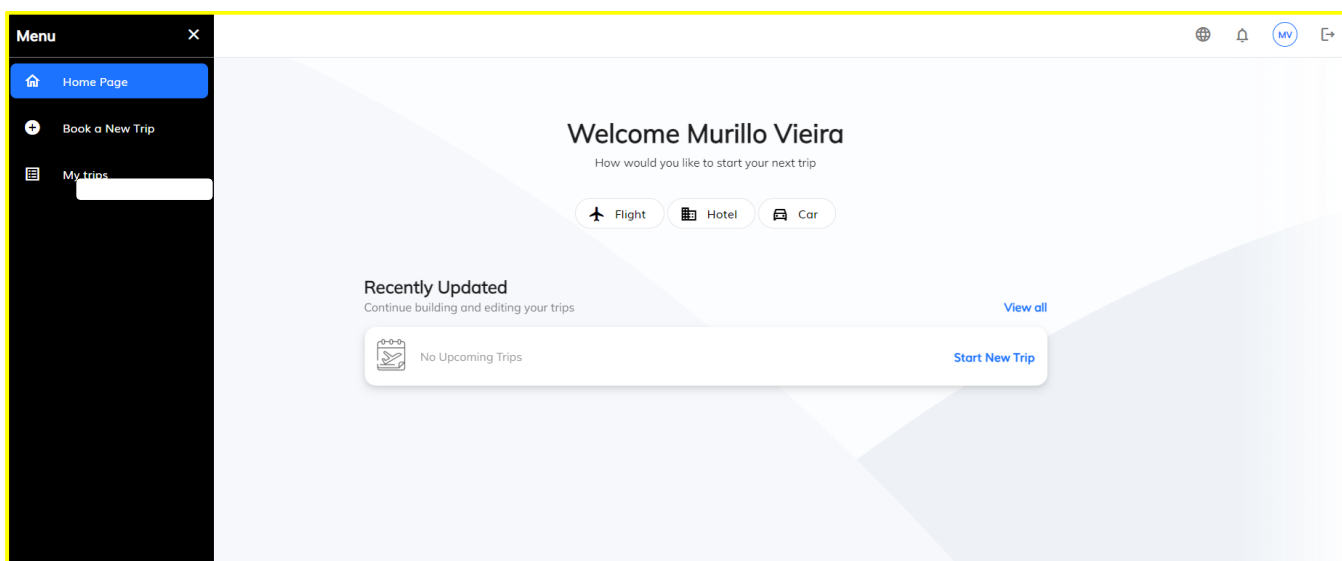 Menu
MV
Home Page
Book a New Trip
My trips
Welcome Murillo Vieira
How would you like to start your next trip
Flight Hotel Car
Recently Updated
Continue building and editing your trips View all
No Upcoming Trips Start New Trip